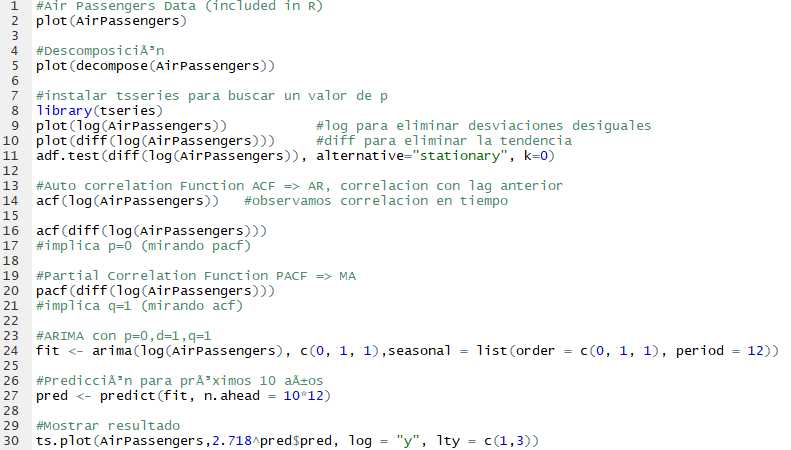 1 #Air Passengers Data (included in R)
2 plot(AirPassengers)
3
4 #DescomposiciÃ³n
5 plot(decompose(AirPassengers))
6
7 #instalar tsseries para buscar un valor de p
8 library(tseries)
9 plot(log(AirPassengers)) #log para eliminar desviaciones desiguales
10 plot(diff(log(AirPassengers))) #diff para eliminar la tendencia
11 adf.test(diff(log(AirPassengers)), alternative="stationary", k=0)
12
13 #Auto correlation Function ACF => AR, correlacion con lag anterior
14 acf(log(AirPassengers)) #observamos correlacion en tiempo
15
16 acf(diff(log(AirPassengers)))
17 #implica p=0 (mirando pacf)
18
19 #Partial Correlation Function PACF => MA
20 pacf(diff(log(AirPassengers)))
21 #implica q=1 (mirando acf)
22
23 #ARIMA con p=0,d=1,q=1
24 fit <- arima(log(AirPassengers), c(0, 1, 1),seasonal = list(order = c(0, 1, 1), period = 12))
25
26 #PredicciÃ³n para prÃ³ximos 10 aÃ±os
27 pred <- predict(fit, n.ahead = 10*12)
28
29 #Mostrar resultado
30 ts.plot(AirPassengers,2.718^pred$pred, log = "y", lty = c(1,3))